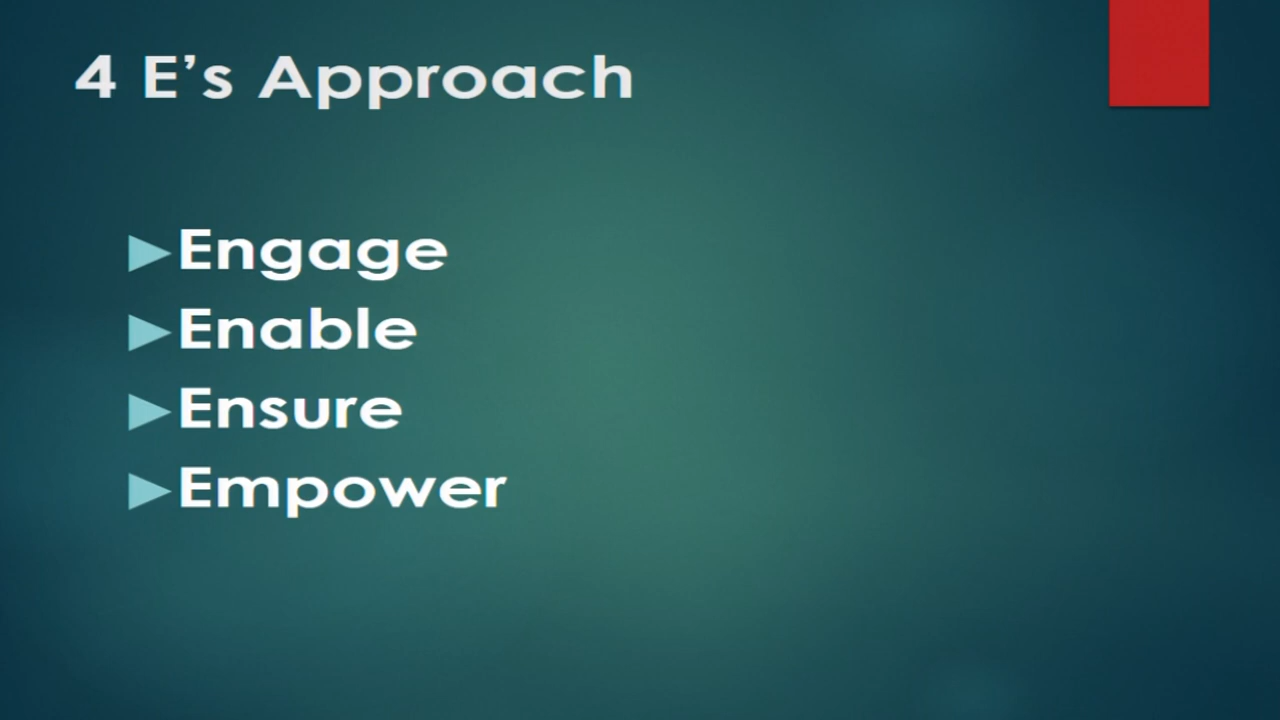 4 E’s Approach
Engage
Enable
Ensure
Empower